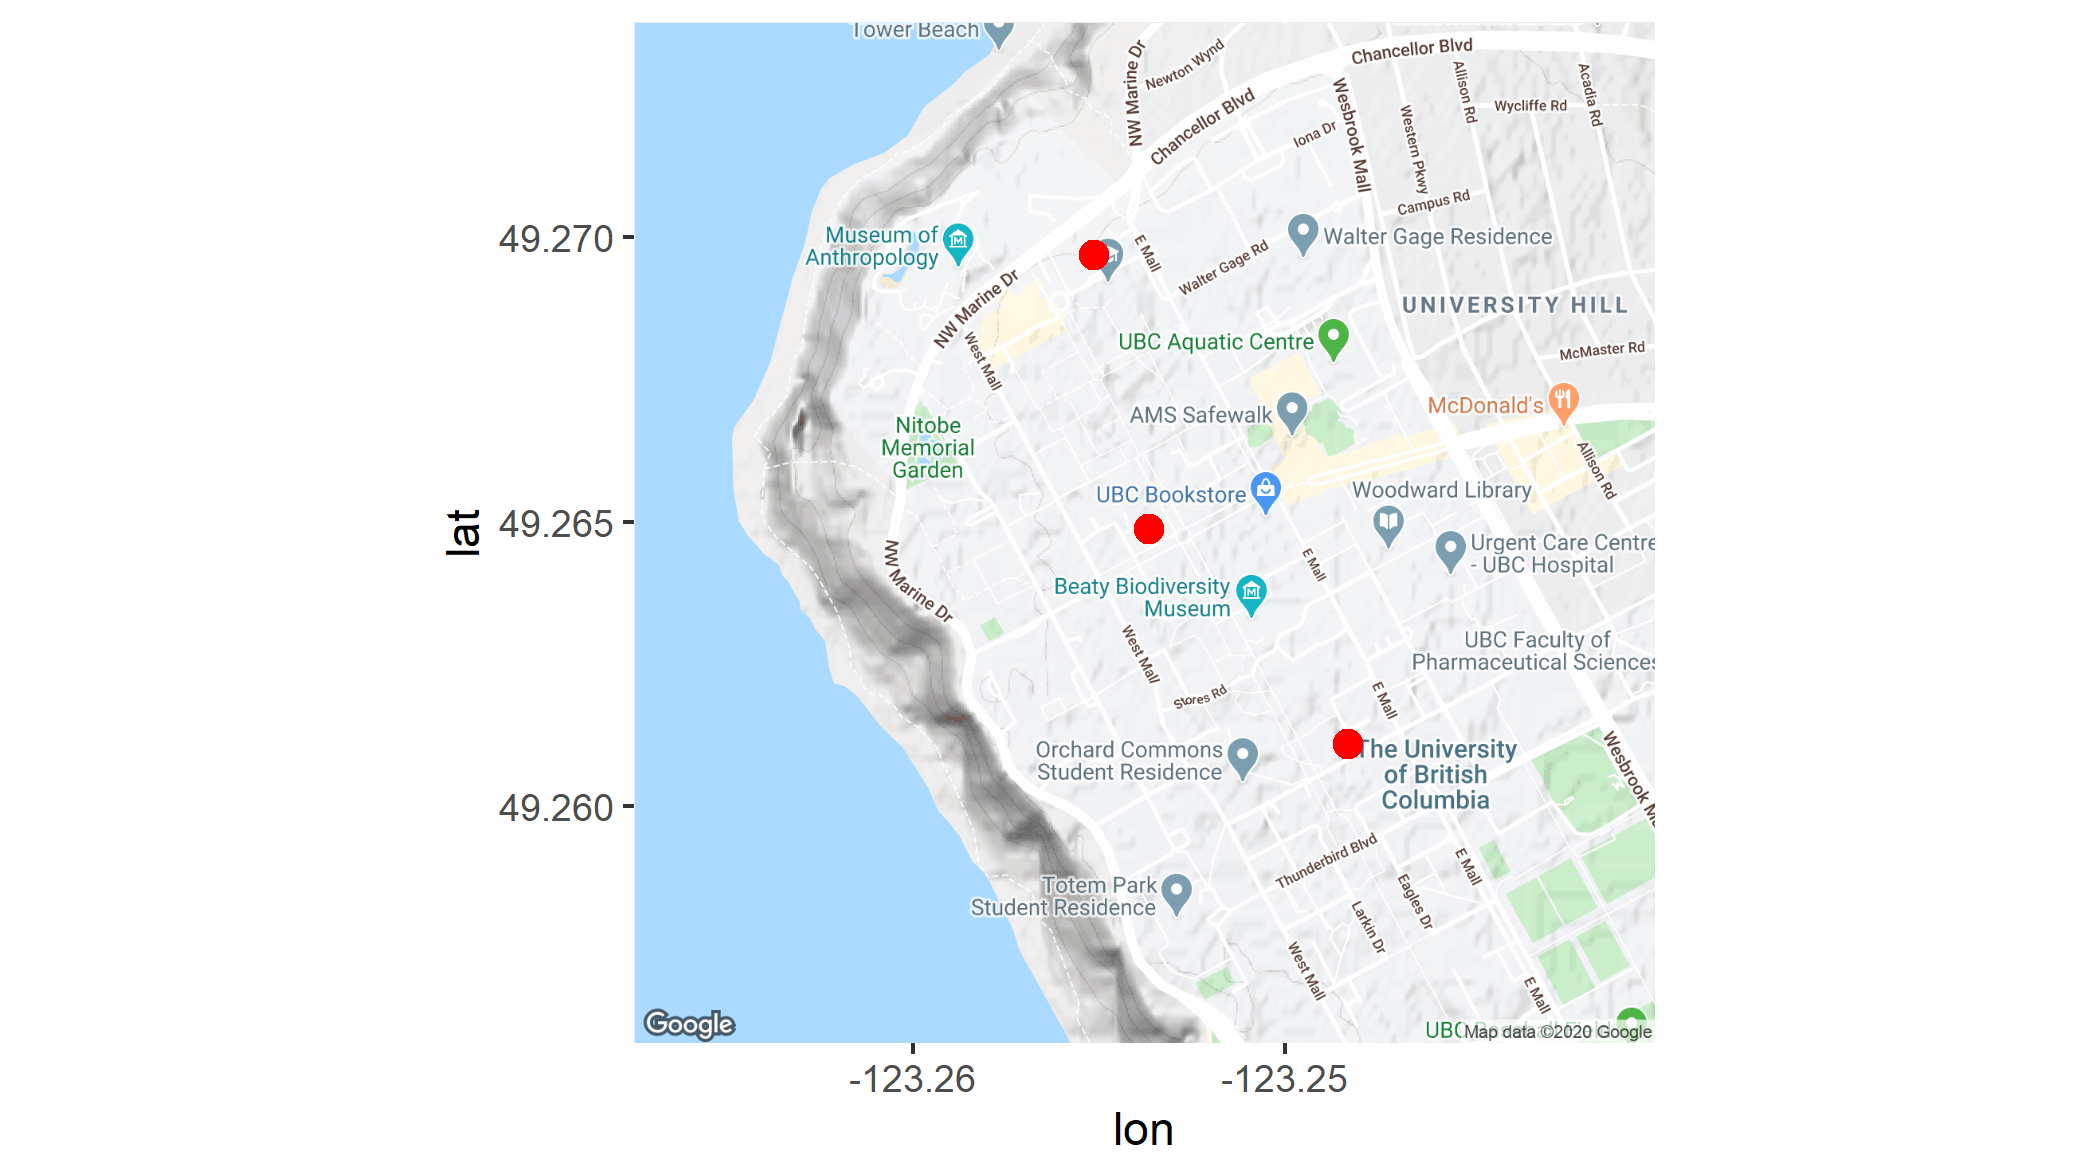 Tower Beach
NW Marine Dr
Newton Wynd
Chancellor Blvd
Chancellor Blvd
Wesbrook Mall
Iona Dr
Western Pkwy
Allison Rd
Wycliffe Rd
Acadia Rd
Campus Rd
49.270
Museum of
Anthropology
E Mall
Walter Gage Rd
Walter Gage Residence
NW Marine Dr
UNIVERSITY HILL
West Mall
UBC Aquatic Centre
McMaster Rd
AMS Safewalk
McDonald's
Nitobe
Memorial
Garden
Allison Rd
UBC Bookstore
Woodward Library
lat
49.265
NW Marine Dr
E Mall
Urgent Care Centre
- UBC Hospital
Beaty Biodiversity
Museum
West Mall
UBC Faculty of
Pharmaceutical Sciences
Stores Rd
E Mall
Orchard Commons
Student Residence
The University
of British
Columbia
Wesbrook M
49.260
Thunderbird Blvd
E Mall
Eagles Dr
Totem Park
Student Residence
Larkin Dr
West Mall
E Mall
Google
UBC
Map data ©2020 Google
-123.26
-123.25
lon